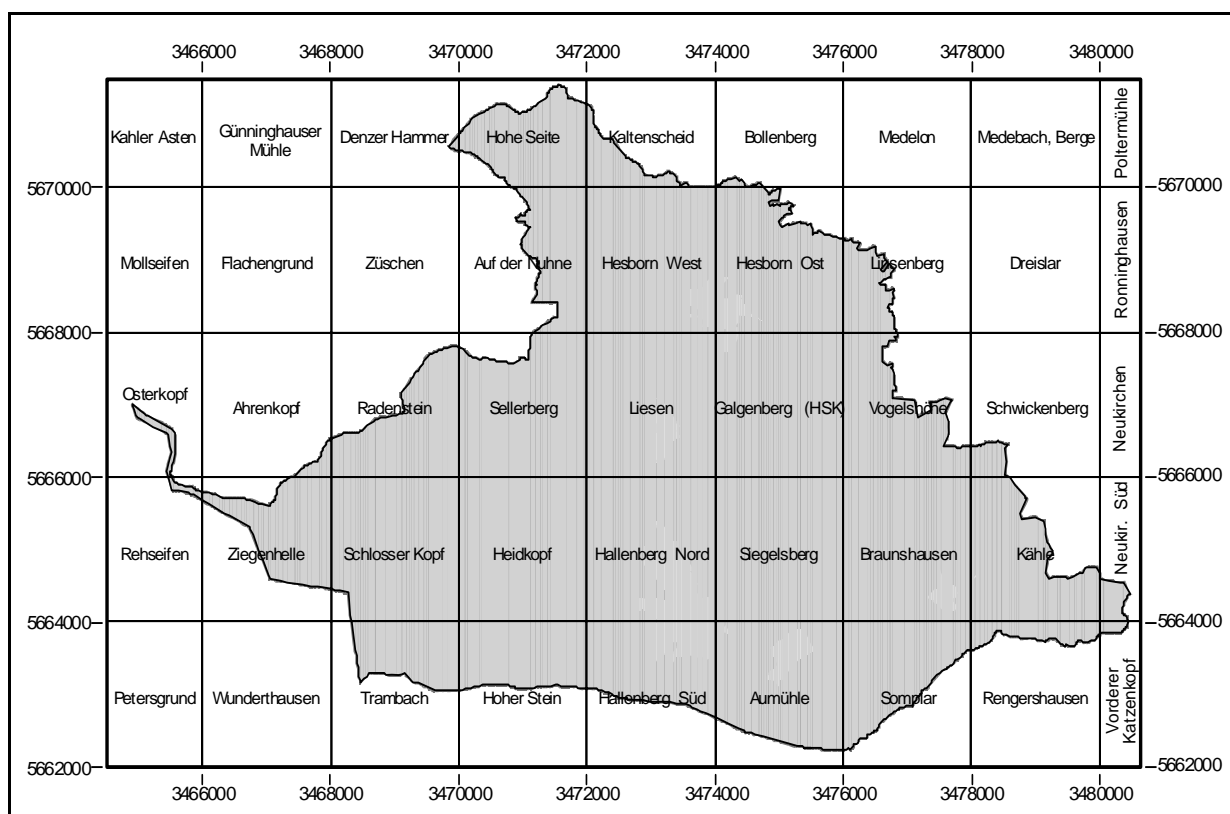 3466000 3468000 3470000 3472000 3474000 3476000 3478000 3480000
Kahler Asten Günninghauser Mühle Denzer Hammer Hohe Seite Kaltenscheid Bollenberg Medelon Medebach, Berge Poltermühle
5670000 5670000
Mollseifen Flachengrund Züschen Auf der Nuhne Hesborn West Hesborn Ost Linsenberg Dreislar Ronninghausen
5668000 5668000
Osterkopf Ahrenkopf Radenstein Sellerberg Liesen Galgenberg (HSK) Vogelshöhe Schwickenberg Neukirchen
5666000 5666000
Rehseifen Ziegenhelle Schlosser Kopf Heidkopf Hallenberg Nord Siegelsberg Braunshausen Kähle Neukir. Süd
5664000 5664000
Petersgrund Wunderthausen Trambach Hoher Stein Hallenberg Süd Aumühle Somplar Rengershausen Vorderer Katzenkopf
5662000 5662000
3466000 3468000 3470000 3472000 3474000 3476000 3478000 3480000